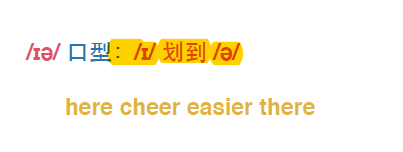 /ɪə/ 口型：/ɪ/ 划到 /ə/
here cheer easier there